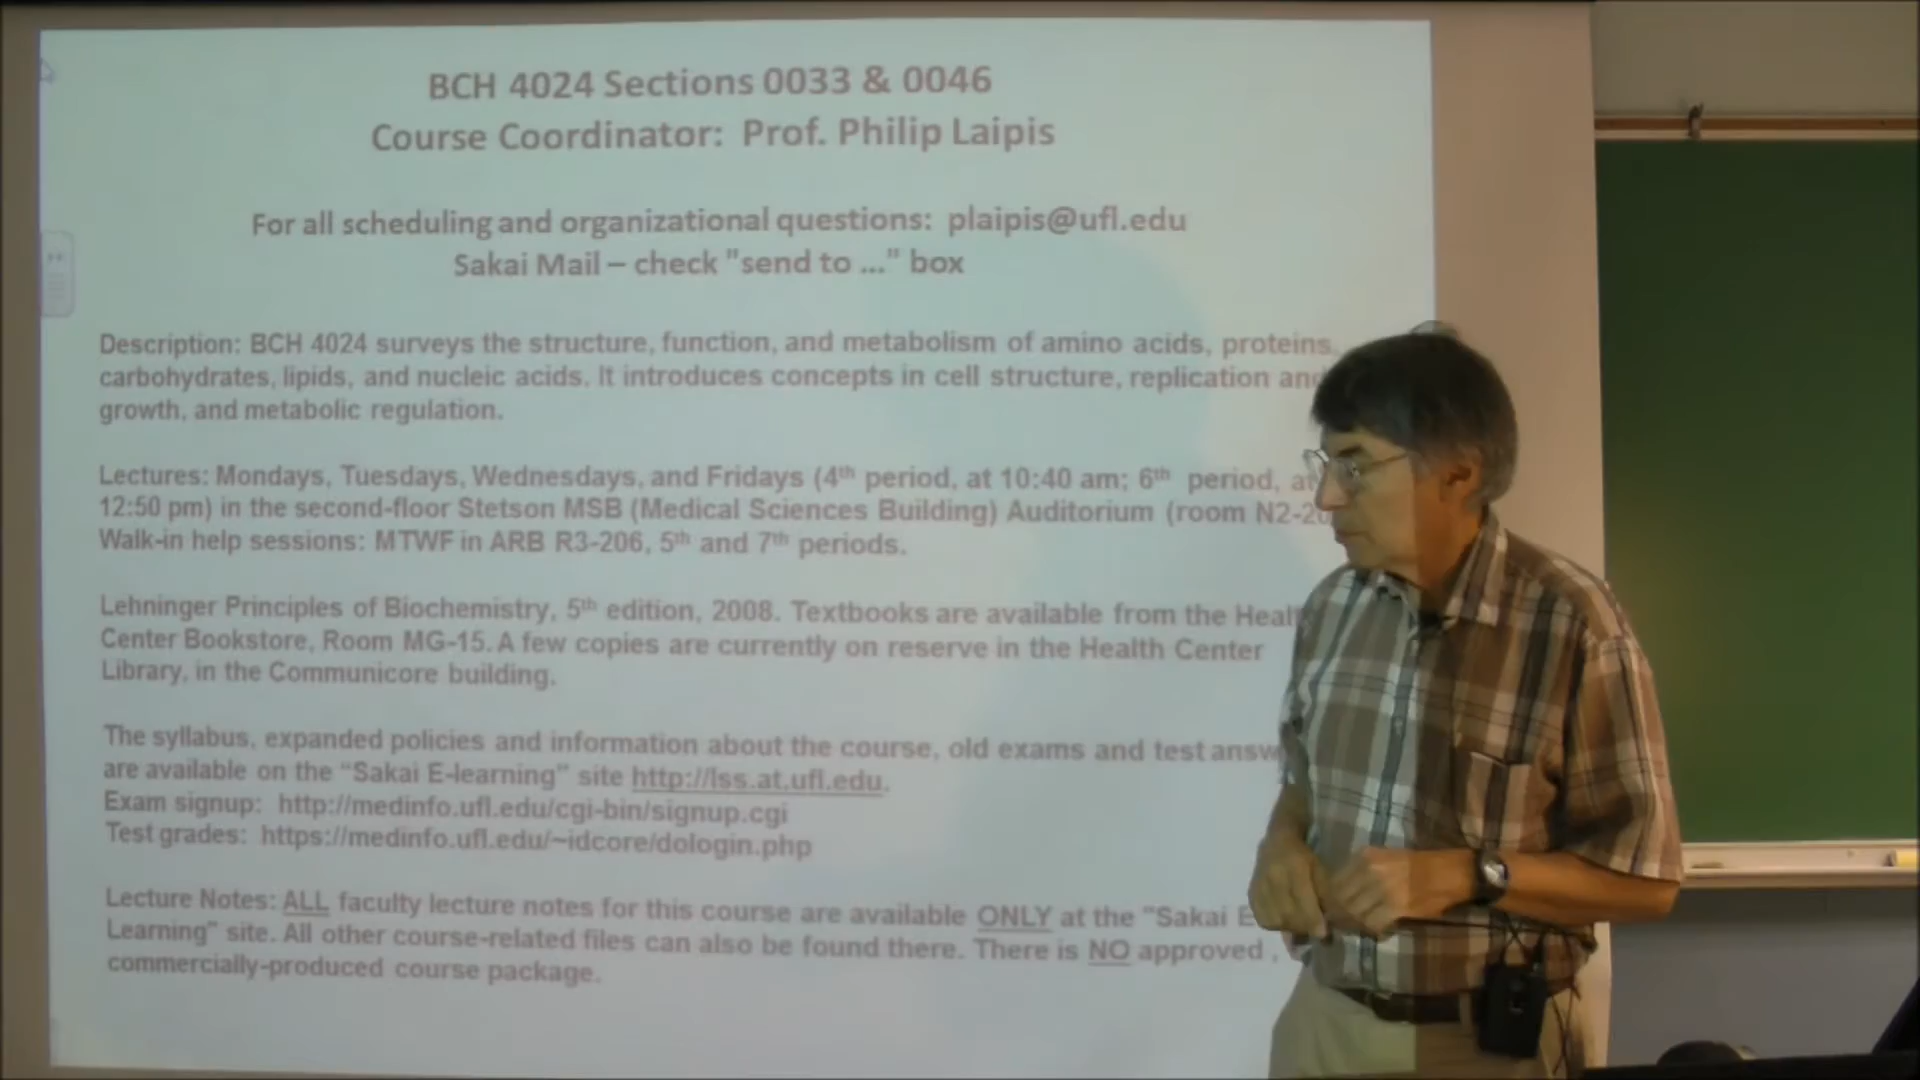 BCH 4024 Sections 0033 & 0046
Course Coordinator: Prof. Philip Laipis
For all scheduling and organizational questions: plaipis@ufl.edu
Sakai Mail – check "send to ..." box
Description: BCH 4024 surveys the structure, function, and metabolism of amino acids, proteins,
carbohydrates, lipids, and nucleic acids. It introduces concepts in cell structure, replication and
growth, and metabolic regulation.
Lectures: Mondays, Tuesdays, Wednesdays, and Fridays (4th period, at 10:40 am; 6th period, at
12:50 pm) in the second-floor Stetson MSB (Medical Sciences Building) Auditorium (room
Walk-in help sessions: MTWF in ARB R3-206, 5th and 7th periods.
Lehninger Principles of Biochemistry, 5th edition, 2008. Textbooks are available from the
Center Bookstore, Room MG-15. A few copies are currently on reserve in the Health Center
Library, in the Communicore building.
The syllabus, expanded policies and information about the course, old exams and test
are available on the “Sakai E-learning” site http://lss.at.ufl.edu.
Exam signup: http://medinfo.ufl.edu/cgi-bin/signup.cgi
Test grades: https://medinfo.ufl.edu/~idcore/dologin.php
Lecture Notes: ALL faculty lecture notes for this course are available ONLY at the "Sakai E
Learning" site. All other course-related files can also be found there. There is NO approved ,
commercially-produced course package.